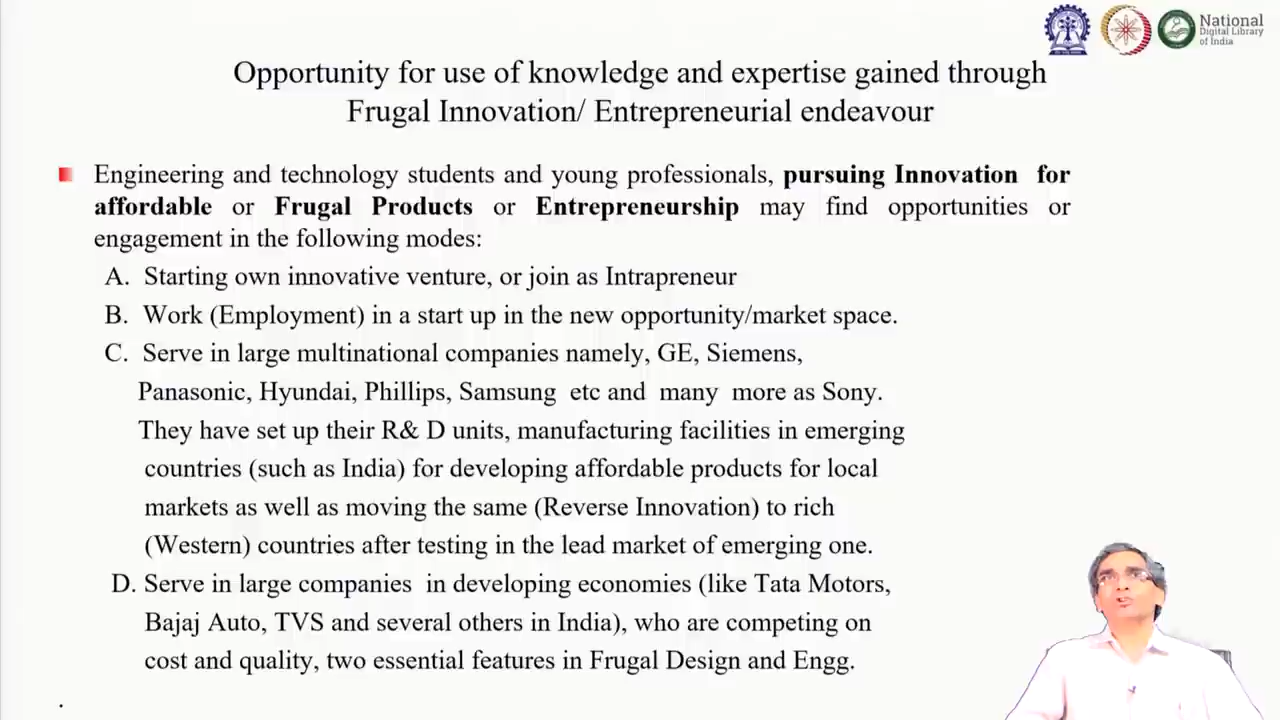 National
Digital Library
of India
Opportunity for use of knowledge and expertise gained through
Frugal Innovation/ Entrepreneurial endeavour
Engineering and technology students and young professionals, pursuing Innovation for
affordable or Frugal Products or Entrepreneurship may find opportunities or
engagement in the following modes:
A. Starting own innovative venture, or join as Intrapreneur
B. Work (Employment) in a start up in the new opportunity/market space.
C. Serve in large multinational companies namely, GE, Siemens,
Panasonic, Hyundai, Phillips, Samsung etc and many more as Sony.
They have set up their R& D units, manufacturing facilities in emerging
countries (such as India) for developing affordable products for local
markets as well as moving the same (Reverse Innovation) to rich
(Western) countries after testing in the lead market of emerging one.
D. Serve in large companies in developing economies (like Tata Motors,
Bajaj Auto, TVS and several others in India), who are competing on
cost and quality, two essential features in Frugal Design and Engg.
.